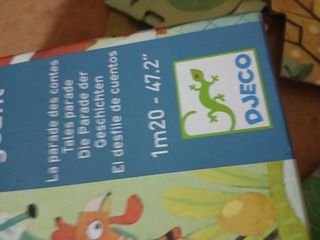 La parade des contes
Tales parade
Die Parade der
Geschichten
El desfile de cuentos
1m20 - 47.2"
DJECO